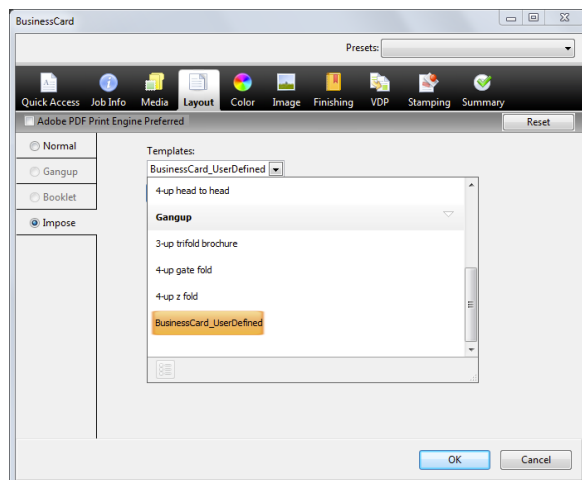 BusinessCard
Presets:
Quick Access Job Info Media Layout Color Image Finishing VDP Stamping Summary
Adobe PDF Print Engine Preferred
Reset
Normal
Gangup
Booklet
Impose
Templates:
BusinessCard_UserDefined
4-up head to head
Gangup
3-up trifold brochure
4-up gate fold
4-up z fold
BusinessCard_UserDefined
OK
Cancel